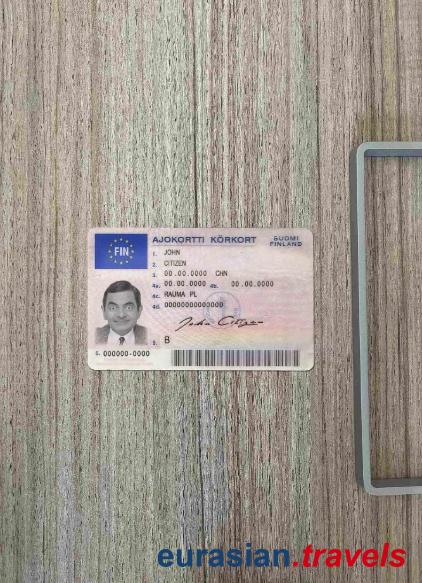 FIN
AJOKORTTI KÖRKORT SUOMI
FINLAND
1. JOHN
2. CITIZEN
3. 00.00.0000 CHN
4a. 00.00.0000 4b. 00.00.0000
4c. RAUMA PL
4d. 00000000000000
John Citizen
9. B
5. 000000-0000
eurasian.travels